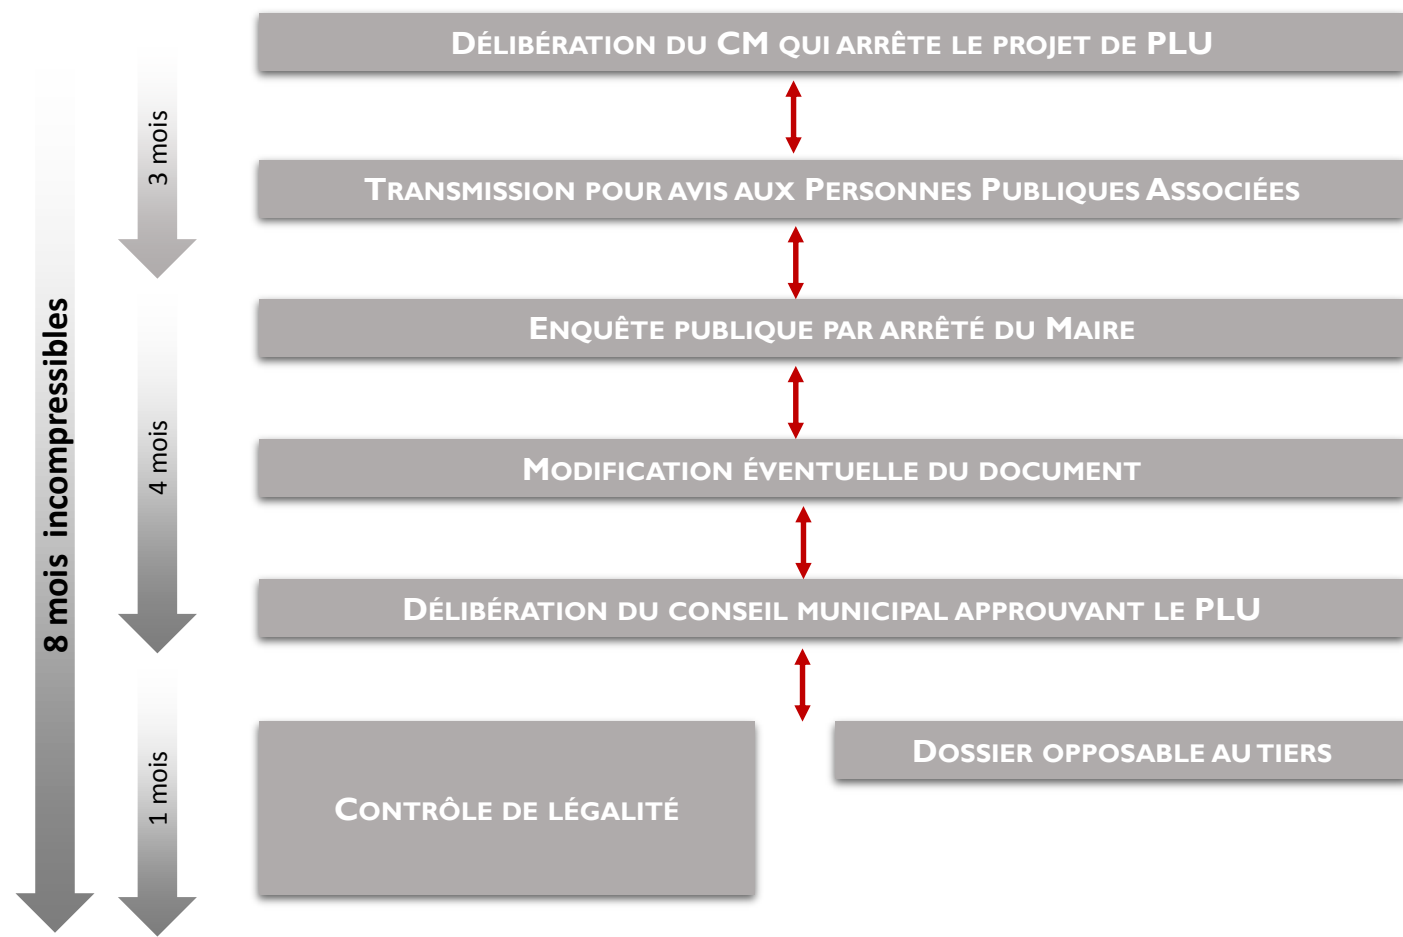 DÉLIBÉRATION DU CM QUI ARRÊTE LE PROJET DE PLU
3 mois
TRANSMISSION POUR AVIS AUX PERSONNES PUBLIQUES ASSOCIÉES
ENQUÊTE PUBLIQUE PAR ARRÊTÉ DU MAIRE
8 mois incompressibles
4 mois
MODIFICATION ÉVENTUELLE DU DOCUMENT
DÉLIBÉRATION DU CONSEIL MUNICIPAL APPROUVANT LE PLU
1 mois
DOSSIER OPPOSABLE AU TIERS
CONTRÔLE DE LÉGALITÉ